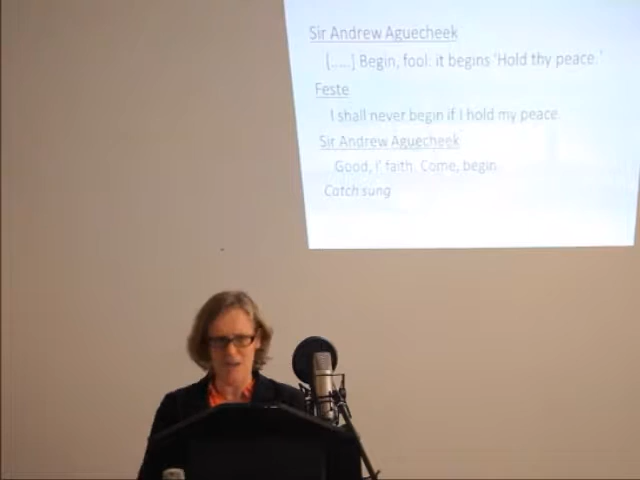 Sir Andrew Aguecheek
[.....] Begin, fool: it begins 'Hold thy peace.'
Feste
I shall never begin if I hold my peace.
Sir Andrew Aguecheek
Good, i' faith. Come, begin.
Catch sung